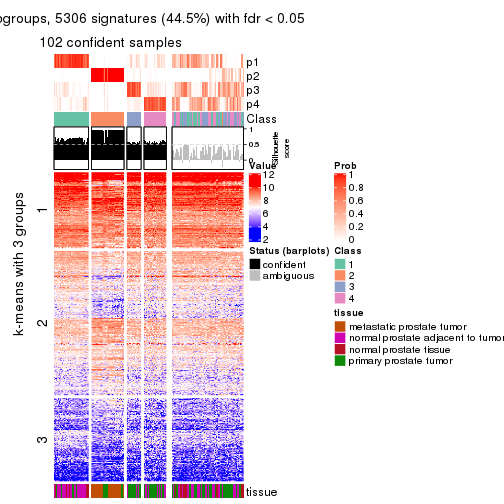 ogroups, 5306 signatures (44.5%) with fdr < 0.05
102 confident samples
p1
p2
p3
p4
Class
1
0.5
0
Silhouette
score
k-means with 3 groups
1
2
3
Value
12
10
8
6
4
2
Prob
1
0.8
0.6
0.4
0.2
0
Status (barplots)
confident
ambiguous
Class
1
2
3
4
tissue
metastatic prostate tumor
normal prostate adjacent to tumor
normal prostate tissue
primary prostate tumor
tissue